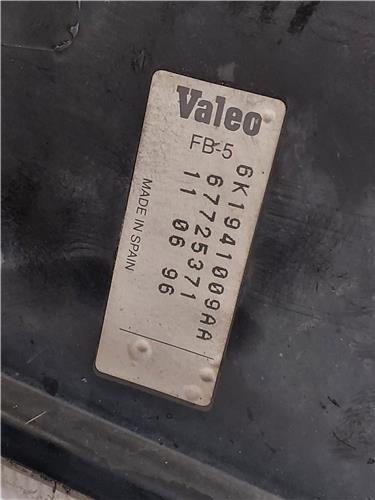 Valeo
FB-5
6K1941009AA
67725371
11 06 96
MADE IN SPAIN